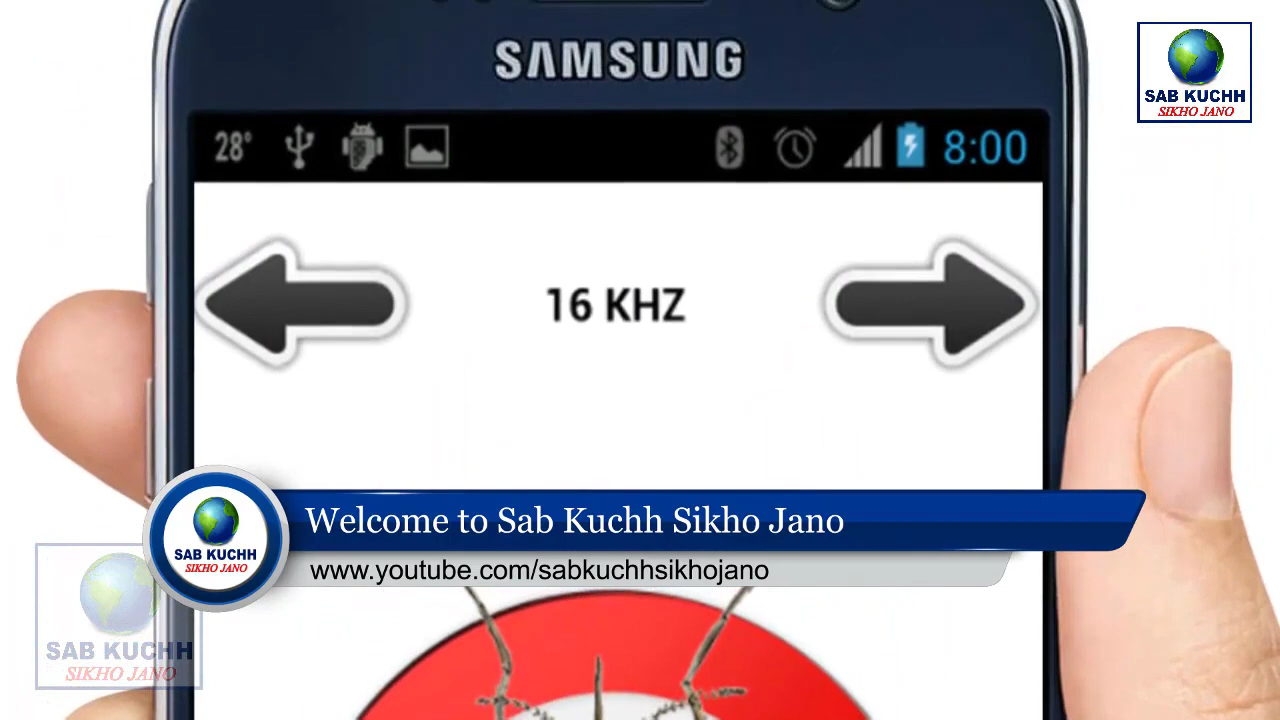 SAMSUNG
SAB KUCHH
SIKHO JANO
28°
8:00
16 KHZ
Welcome to Sab Kuchh Sikho Jano
www.youtube.com/sabkuchhsikhojano
SAB KUCHH
SIKHO JANO
SAB KUCHH
SIKHO JANO